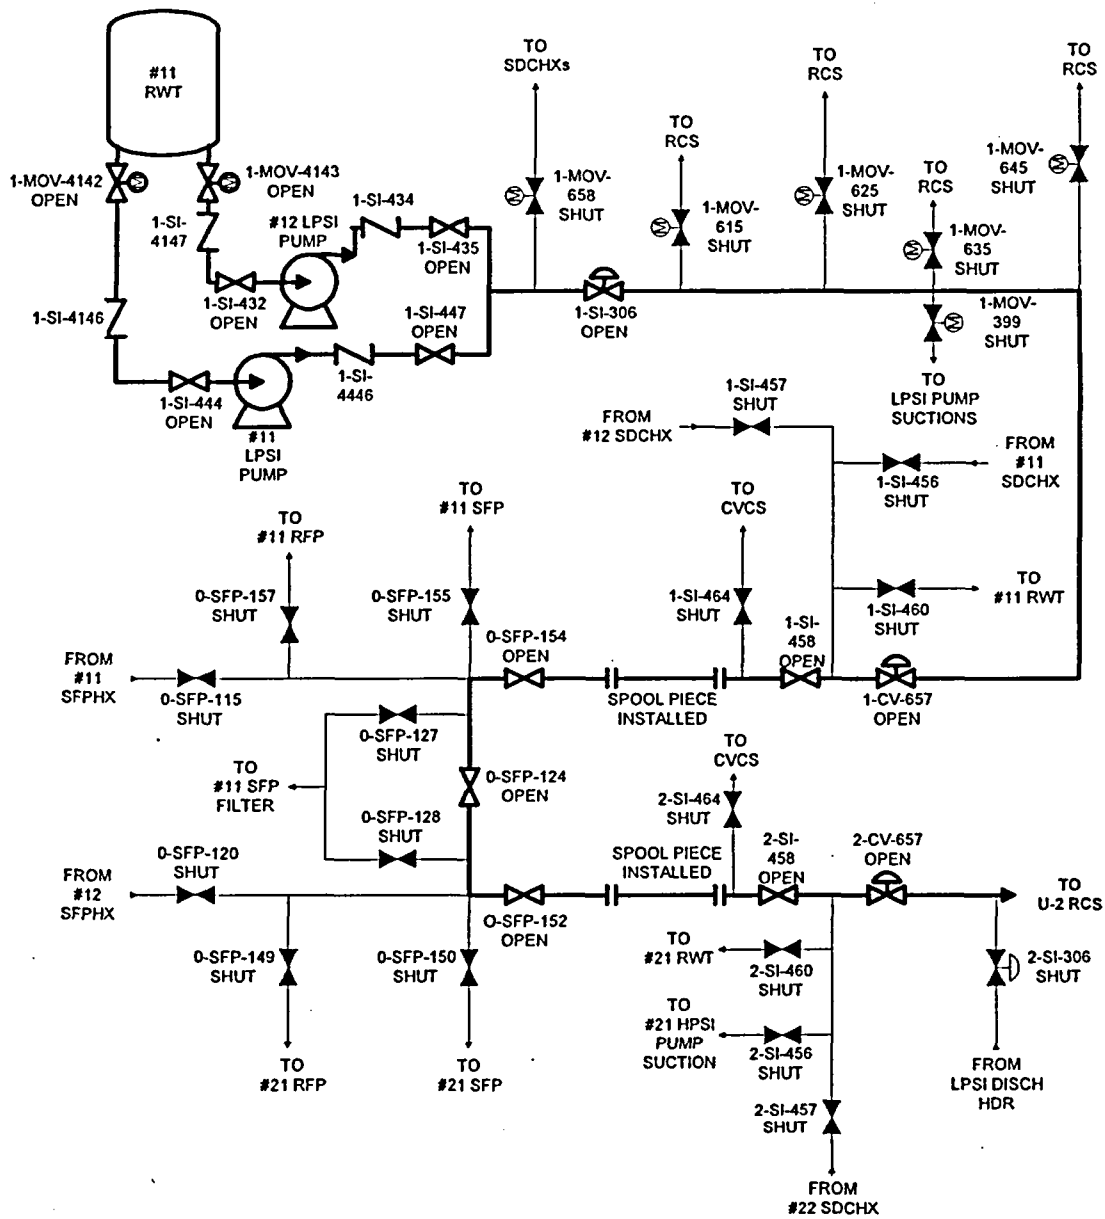 #11
RWT
1-MOV-4142
OPEN
M
1-MOV-4143
OPEN
M
1-SI-
4147
#12 LPSI
PUMP
1-SI-434
1-SI-435
OPEN
1-SI-432
OPEN
1-SI-447
OPEN
1-SI-4146
1-SI-444
OPEN
#11
LPSI
PUMP
1-SI-
4446
TO
SDCHXs
M
1-MOV-
658
SHUT
1-SI-306
OPEN
TO
RCS
M
1-MOV-
615
SHUT
TO
RCS
M
1-MOV-
625
SHUT
TO
RCS
M
1-MOV-
635
SHUT
TO
RCS
1-MOV-
645
SHUT
M
1-MOV-
399
SHUT
M
TO
LPSI PUMP
SUCTIONS
1-SI-457
SHUT
FROM
#12 SDCHX
FROM
#11
SDCHX
1-SI-456
SHUT
TO
CVCS
1-SI-464
SHUT
TO
#11 RWT
1-SI-460
SHUT
1-SI-
458
OPEN
1-CV-657
OPEN
TO
#11 SFP
TO
#11 RFP
0-SFP-157
SHUT
0-SFP-155
SHUT
0-SFP-154
OPEN
FROM
#11
SFPHX
0-SFP-115
SHUT
SPOOL PIECE
INSTALLED
0-SFP-127
SHUT
TO
#11 SFP
FILTER
0-SFP-124
OPEN
0-SFP-128
SHUT
TO
CVCS
2-SI-464
SHUT
0-SFP-120
SHUT
FROM
#12
SFPHX
SPOOL PIECE
INSTALLED
2-SI-
458
OPEN
2-CV-657
OPEN
TO
U-2 RCS
O-SFP-152
OPEN
0-SFP-149
SHUT
0-SFP-150
SHUT
TO
#21 RWT
2-SI-460
SHUT
2-SI-306
SHUT
TO
#21 HPSI
PUMP
SUCTION
2-SI-456
SHUT
TO
#21 RFP
TO
#21 SFP
FROM
LPSI DISCH
HDR
2-SI-457
SHUT
FROM
#22 SDCHX